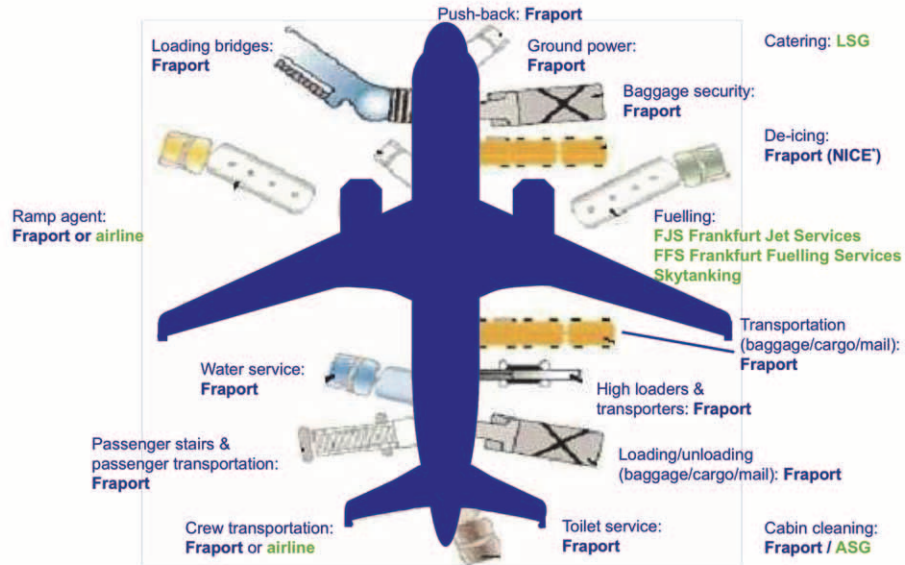 Push-back: Fraport
Loading bridges:
Fraport
Ground power:
Fraport
Catering: LSG
Baggage security:
Fraport
De-icing:
Fraport (NICE*)
Ramp agent:
Fraport or airline
Fuelling:
FJS Frankfurt Jet Services
FFS Frankfurt Fuelling Services
Skytanking
Transportation
(baggage/cargo/mail):
Fraport
Water service:
Fraport
High loaders &
transporters: Fraport
Passenger stairs &
passenger transportation:
Fraport
Loading/unloading
(baggage/cargo/mail): Fraport
Crew transportation:
Fraport or airline
Toilet service:
Fraport
Cabin cleaning:
Fraport / ASG